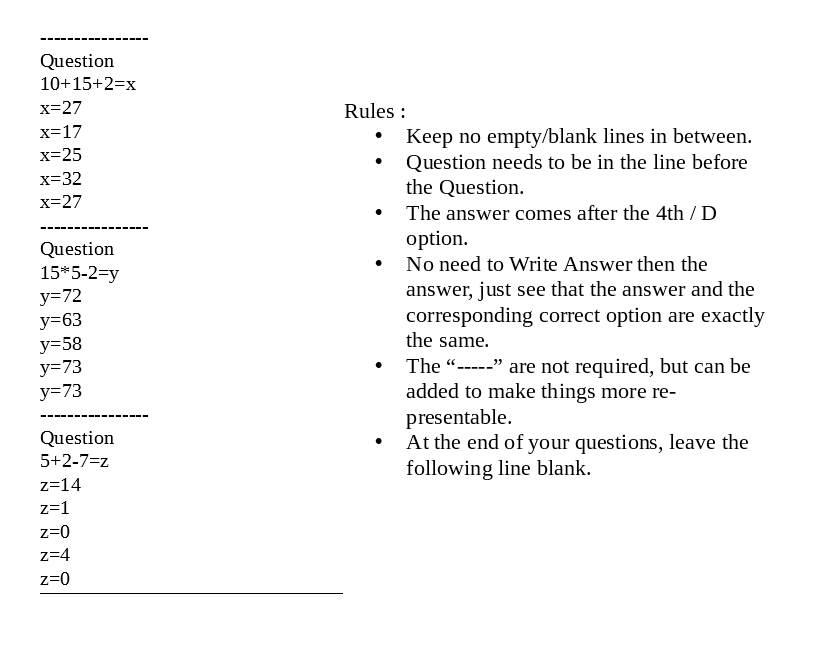 ----------------
Question
10+15+2=x
x=27
x=17
x=25
x=32
x=27
----------------
Question
15*5-2=y
y=72
y=63
y=58
y=73
y=73
----------------
Question
5+2-7=z
z=14
z=1
z=0
z=4
z=0
Rules :
• Keep no empty/blank lines in between.
• Question needs to be in the line before
the Question.
• The answer comes after the 4th / D
option.
• No need to Write Answer then the
answer, just see that the answer and the
corresponding correct option are exactly
the same.
• The “-----” are not required, but can be
added to make things more re-
presentable.
• At the end of your questions, leave the
following line blank.